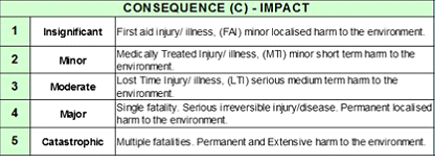 CONSEQUENCE (C) - IMPACT
1 Insignificant First aid injury/ illness, (FAI) minor localised harm to the environment.
2 Minor Medically Treated Injury/ illness, (MTI) minor short term harm to the
environment.
3 Moderate Lost Time Injury/ illness, (LTI) serious medium term harm to the
environment.
4 Major Single fatality. Serious irreversible injury/disease. Permanent localised
harm to the environment.
5 Catastrophic Multiple fatalities. Permanent and Extensive harm to the environment.